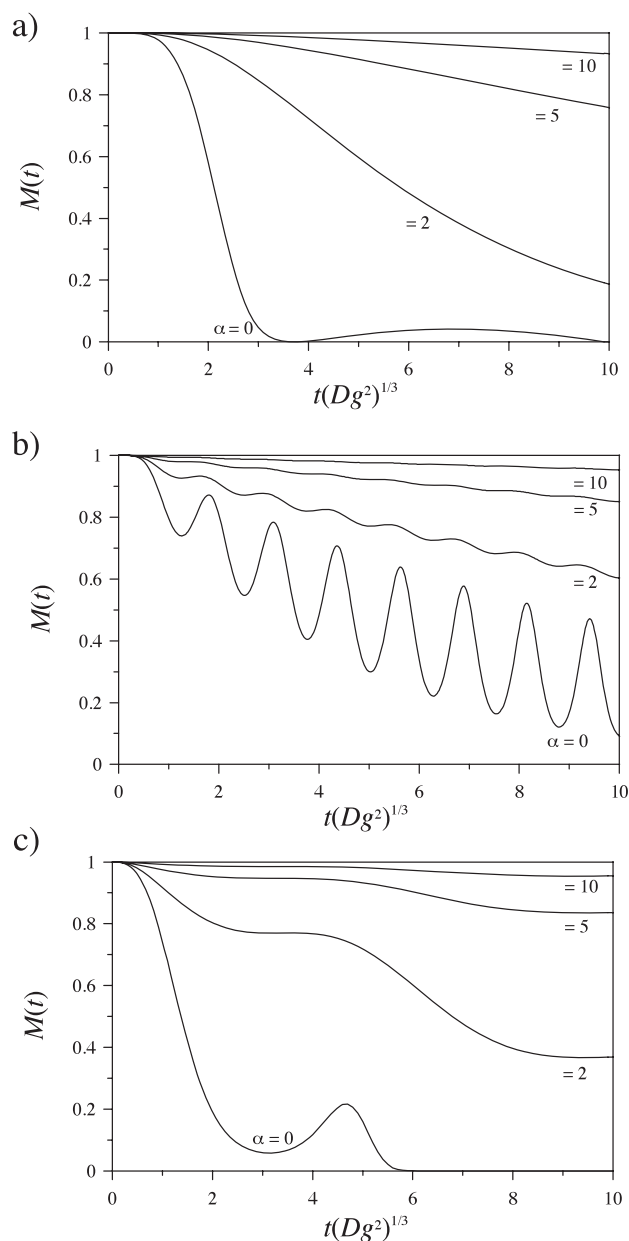 a)
1
0.8
0.6
0.4
0.2
0
M(t)
= 10
= 5
= 2
α = 0
0 2 4 6 8 10
t(Dg²)^1/3
b)
1
0.8
0.6
0.4
0.2
0
M(t)
= 10
= 5
= 2
α = 0
0 2 4 6 8 10
t(Dg²)^1/3
c)
1
0.8
0.6
0.4
0.2
0
M(t)
= 10
= 5
= 2
α = 0
0 2 4 6 8 10
t(Dg²)^1/3